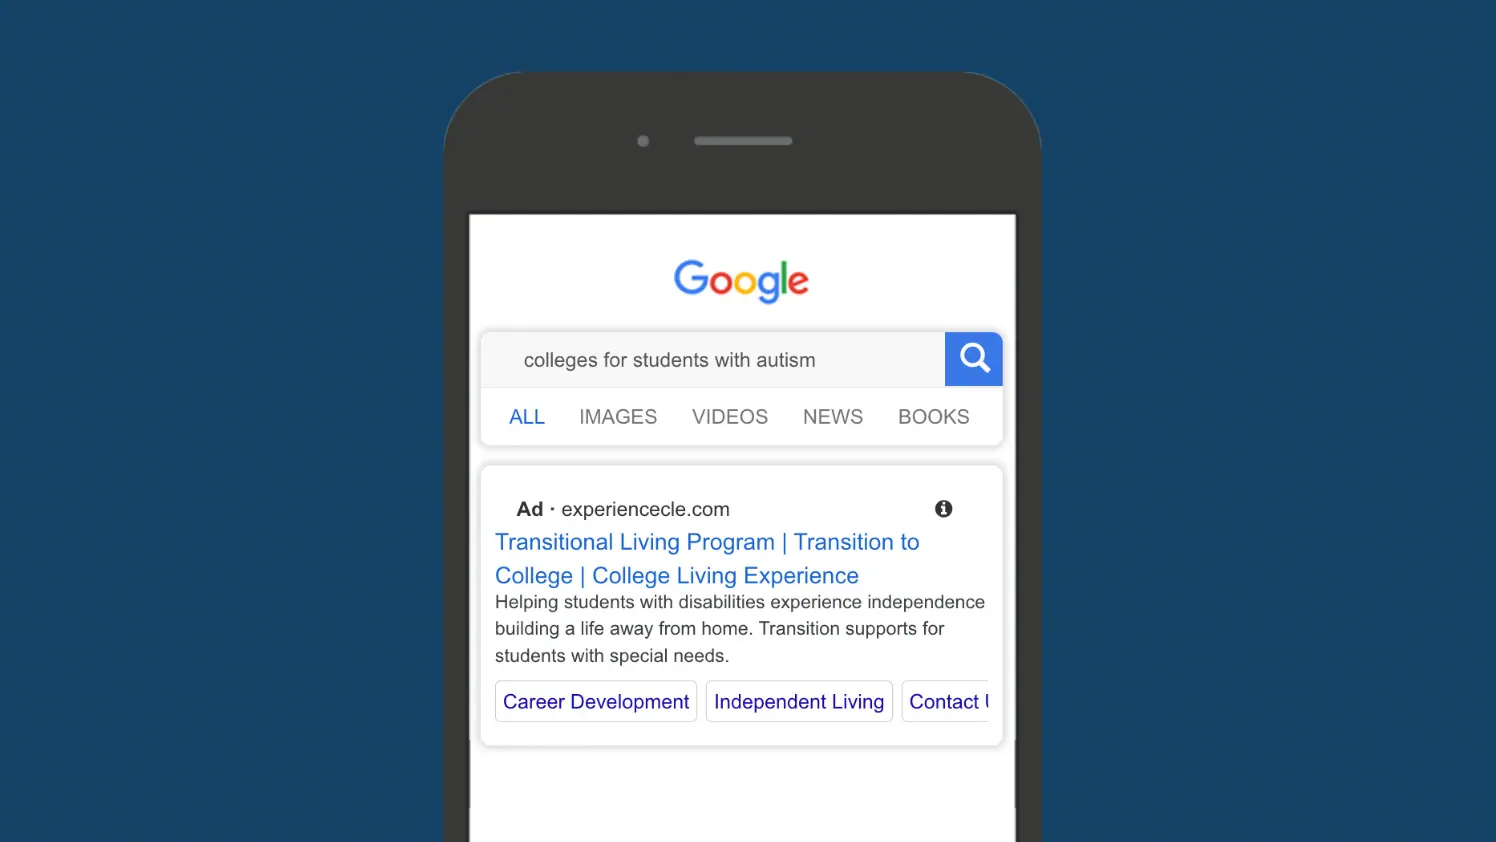 Google
colleges for students with autism
ALL IMAGES VIDEOS NEWS BOOKS
Ad · experiencecle.com
Transitional Living Program | Transition to
College | College Living Experience
Helping students with disabilities experience independence
building a life away from home. Transition supports for
students with special needs.
Career Development Independent Living Contact